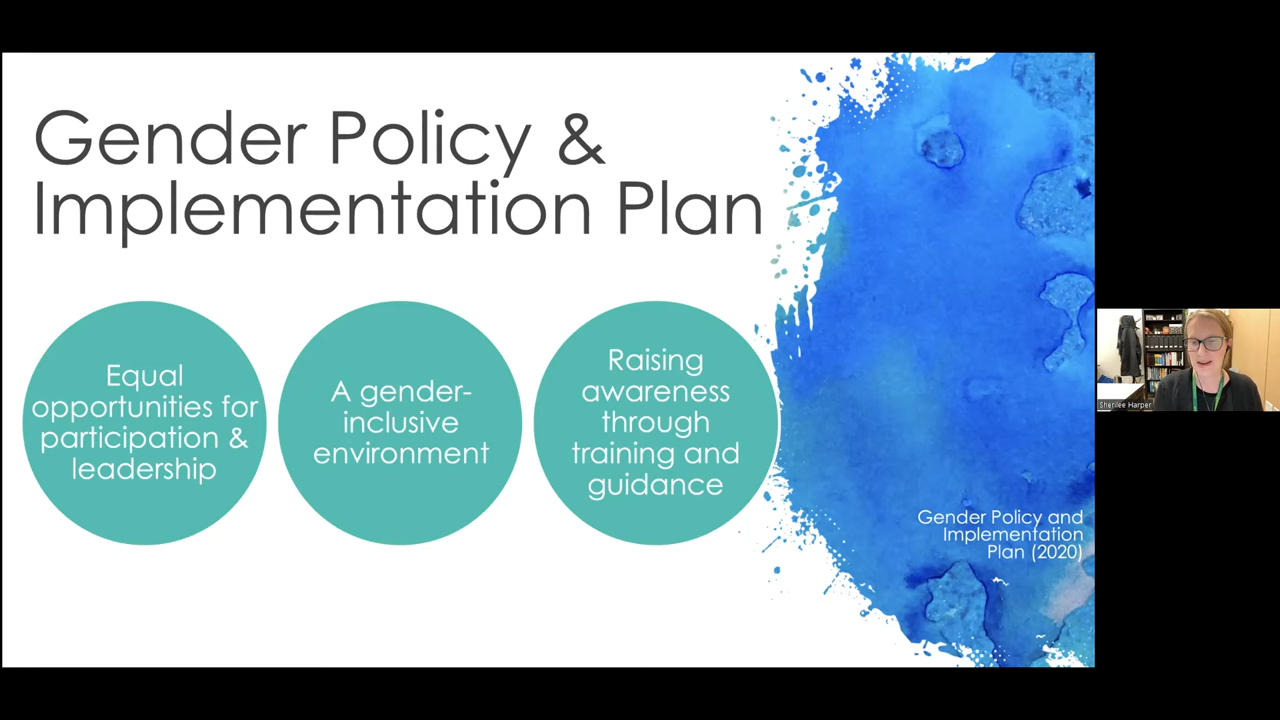 Gender Policy &
Implementation Plan
Equal
opportunities for
participation &
leadership
A gender-
inclusive
environment
Raising
awareness
through
training and
guidance
Gender Policy and
Implementation
Plan (2020)
Sherilee Harper